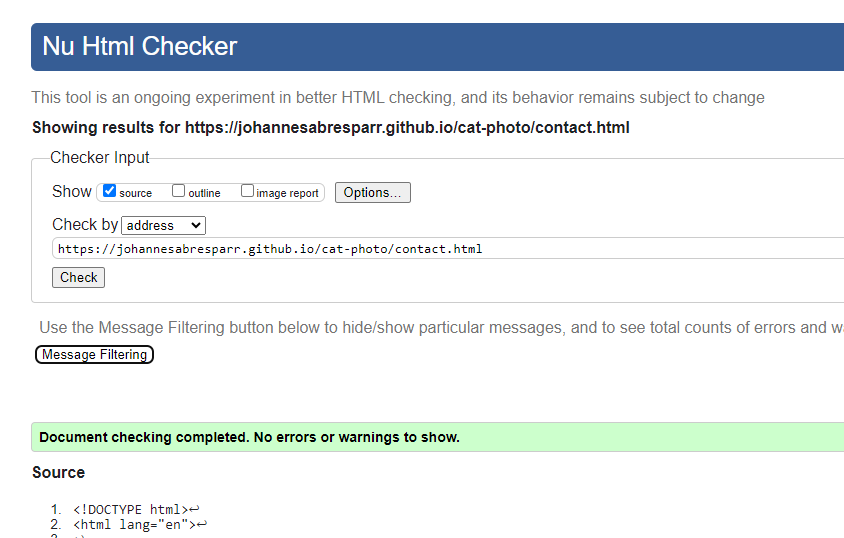 Nu Html Checker
This tool is an ongoing experiment in better HTML checking, and its behavior remains subject to change
Showing results for https://johannesabresparr.github.io/cat-photo/contact.html
Checker Input
Show source outline image report Options...
Check by address
https://johannesabresparr.github.io/cat-photo/contact.html
Check
Use the Message Filtering button below to hide/show particular messages, and to see total counts of errors and
Message Filtering
Document checking completed. No errors or warnings to show.
Source
1. <!DOCTYPE html>↩
2. <html lang="en">↩